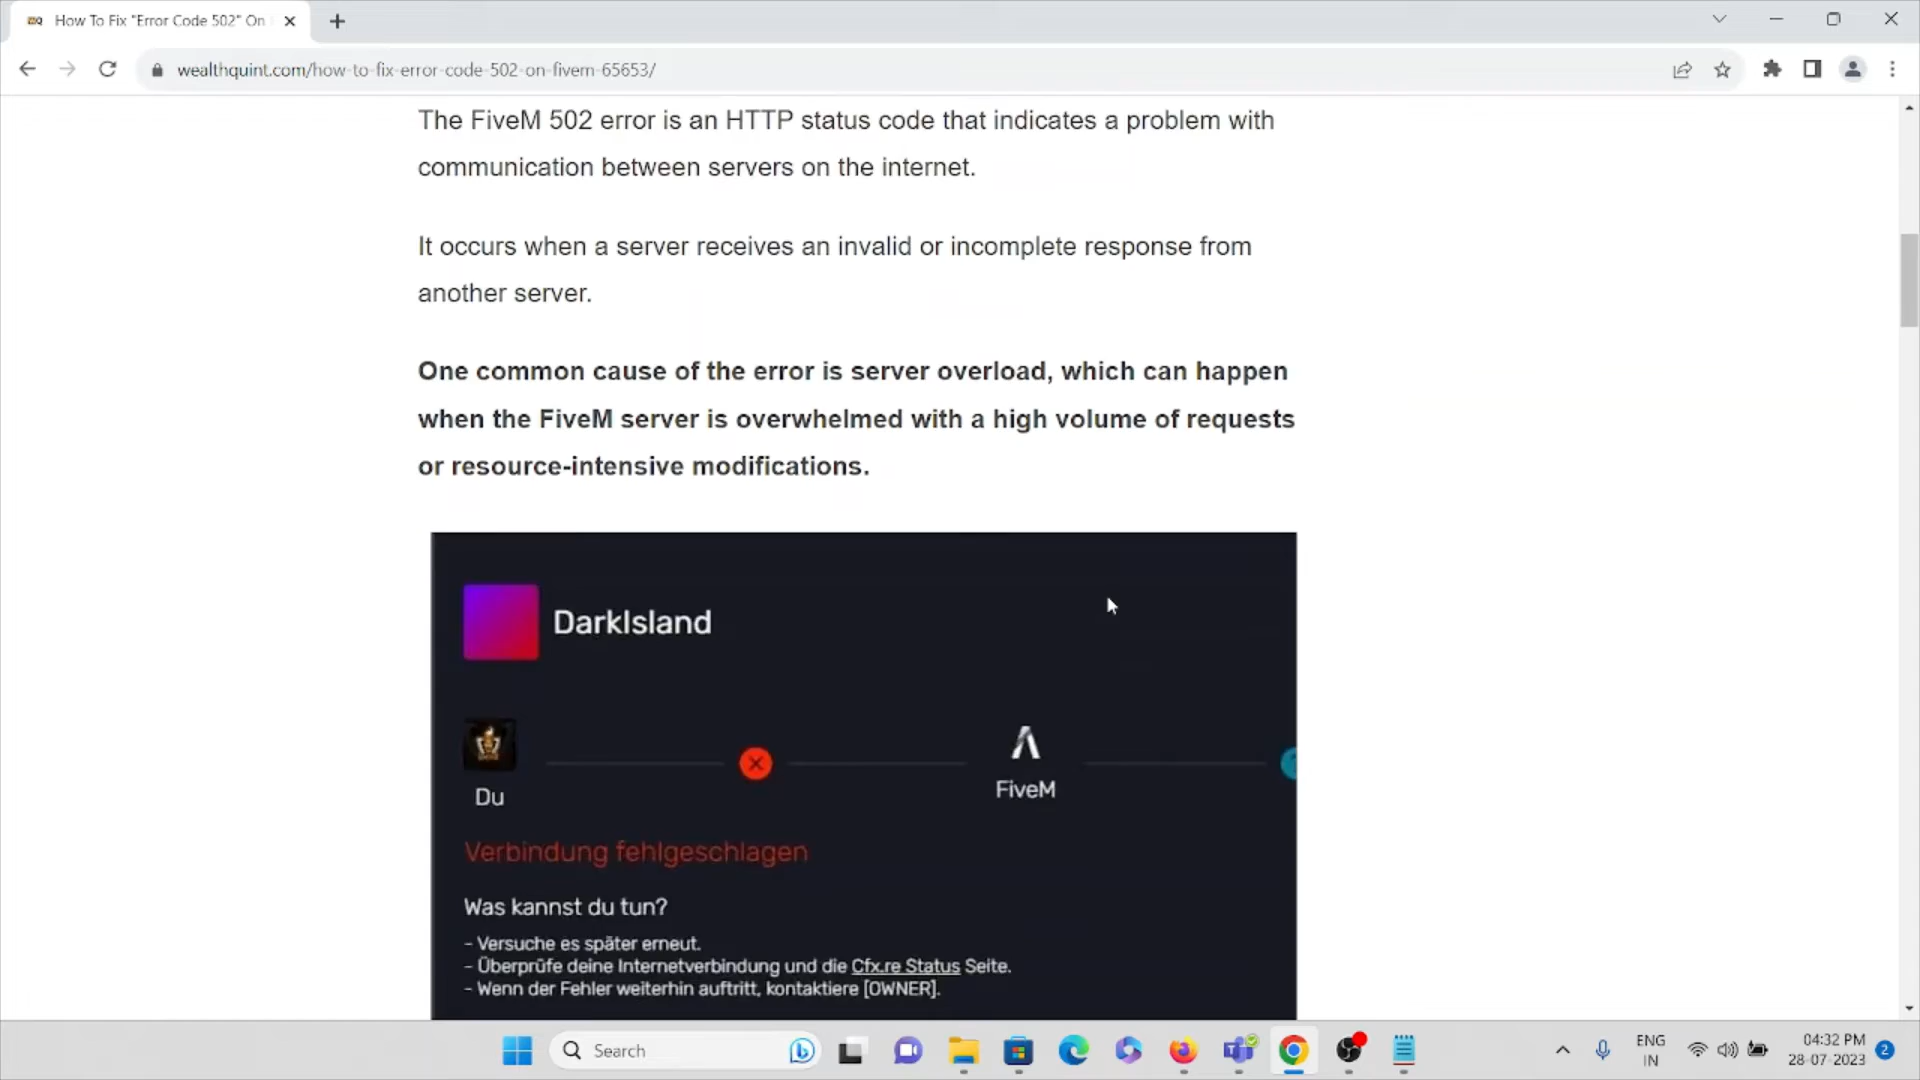 How To Fix "Error Code 502" On
wealthquint.com/how-to-fix-error-code-502-on-fivem-65653/
The FiveM 502 error is an HTTP status code that indicates a problem with
communication between servers on the internet.
It occurs when a server receives an invalid or incomplete response from
another server.
One common cause of the error is server overload, which can happen
when the FiveM server is overwhelmed with a high volume of requests
or resource-intensive modifications.
DarkIsland
Du
FiveM
Verbindung fehlgeschlagen
Was kannst du tun?
- Versuche es später erneut.
- Überprüfe deine Internetverbindung und die Cfx.re Status Seite.
- Wenn der Fehler weiterhin auftritt, kontaktiere [OWNER].
Search
ENG
IN
04:32 PM
28-07-2023
2